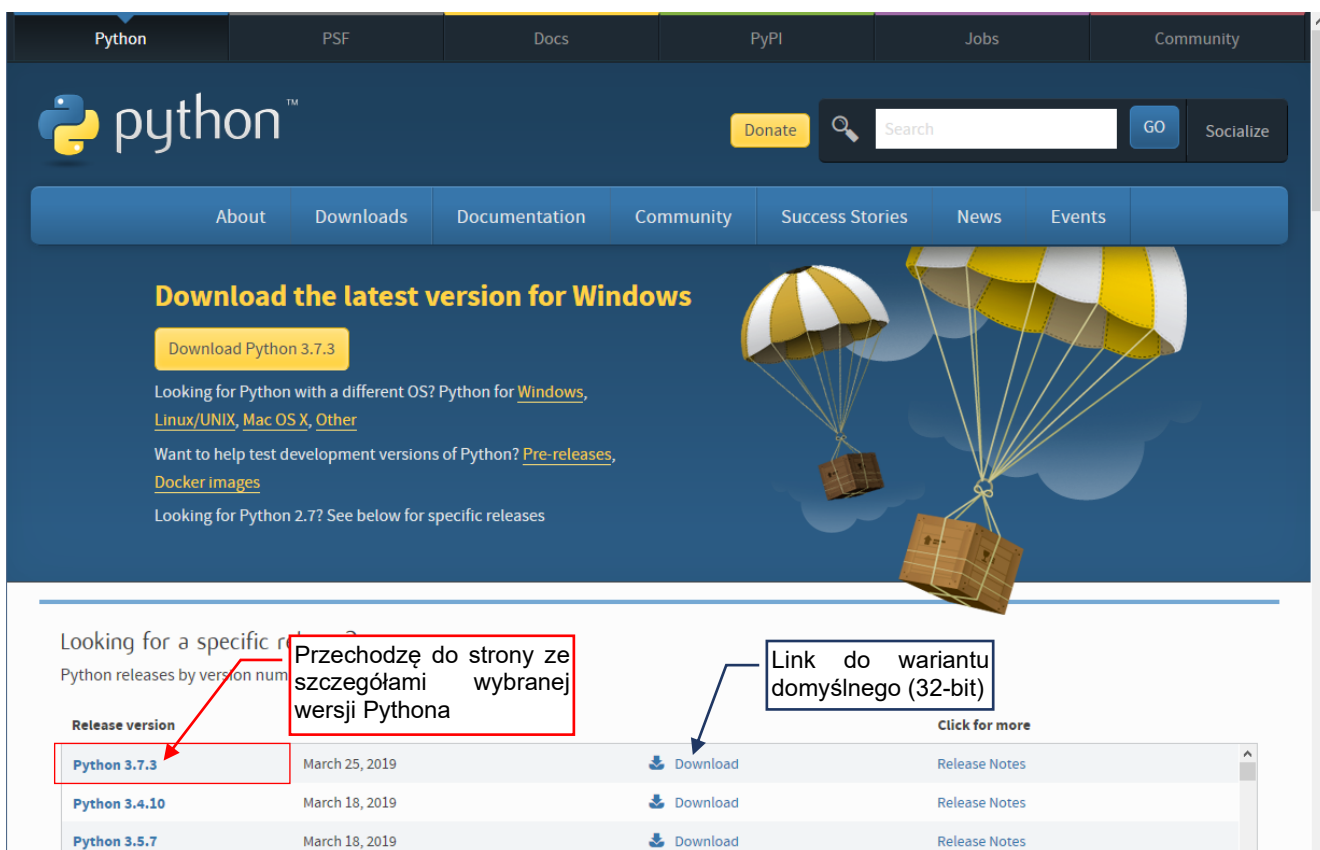 Python PSF Docs PyPI Jobs Community
python™
Donate Search GO Socialize
About Downloads Documentation Community Success Stories News Events
Download the latest version for Windows
Download Python 3.7.3
Looking for Python with a different OS? Python for Windows,
Linux/UNIX, Mac OS X, Other
Want to help test development versions of Python? Pre-releases,
Docker images
Looking for Python 2.7? See below for specific releases
Looking for a specific
Python releases by version
Przechodzę do strony ze
szczegółami wybranej
wersji Pythona
Link do wariantu
domyślnego (32-bit)
Release version Click for more
Python 3.7.3 March 25, 2019 Download Release Notes
Python 3.4.10 March 18, 2019 Download Release Notes
Python 3.5.7 March 18, 2019 Download Release Notes